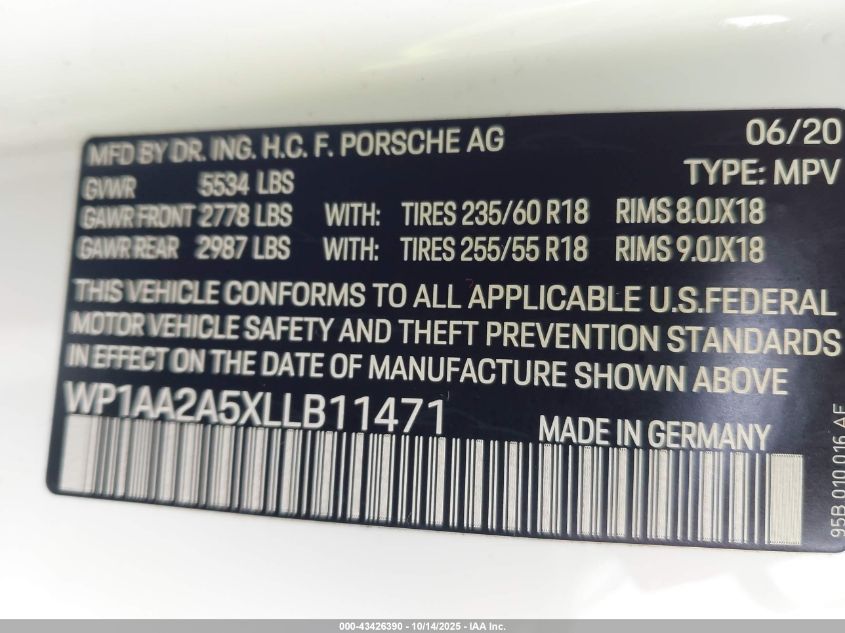 MFD BY DR. ING. H.C. F. PORSCHE AG 06/20
TYPE: MPV
GVWR 5534 LBS
GAWR FRONT 2778 LBS WITH: TIRES 235/60 R18 RIMS 8.0JX18
GAWR REAR 2987 LBS WITH: TIRES 255/55 R18 RIMS 9.0JX18
THIS VEHICLE CONFORMS TO ALL APPLICABLE U.S.FEDERAL
MOTOR VEHICLE SAFETY AND THEFT PREVENTION STANDARDS
IN EFFECT ON THE DATE OF MANUFACTURE SHOWN ABOVE
WP1AA2A5XLLB11471
MADE IN GERMANY
95B 010 016 AF
000-43426390 - 10/14/2025 - IAA Inc.